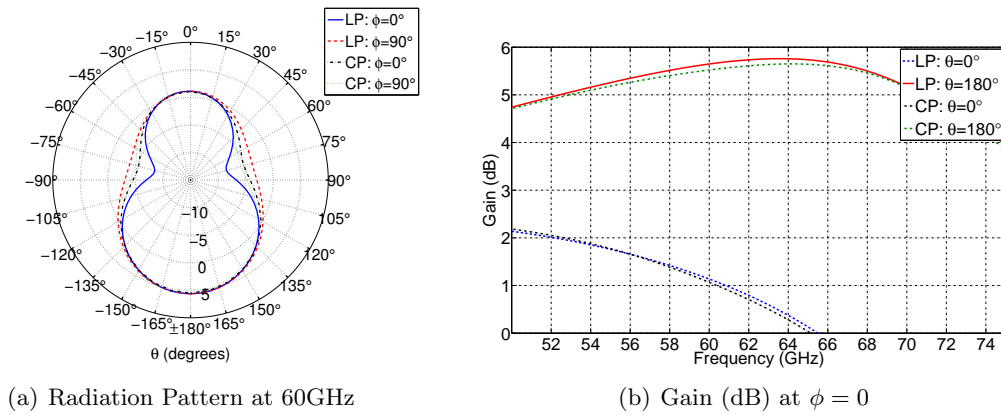 LP: ϕ=0°
LP: ϕ=90°
CP: ϕ=0°
CP: ϕ=90°
0°
−15° 15°
−30° 30°
−45° 45°
−60° 60°
−75° 75°
−90° 90°
−105° 105°
−120° 120°
−135° 135°
−150° 150°
−165° 165°
±180°
−10
−5
0
5
θ (degrees)
(a) Radiation Pattern at 60GHz
LP: θ=0°
LP: θ=180°
CP: θ=0°
CP: θ=180°
6
5
4
3
2
1
0
Gain (dB)
52 54 56 58 60 62 64 66 68 70 72 74
Frequency (GHz)
(b) Gain (dB) at ϕ = 0